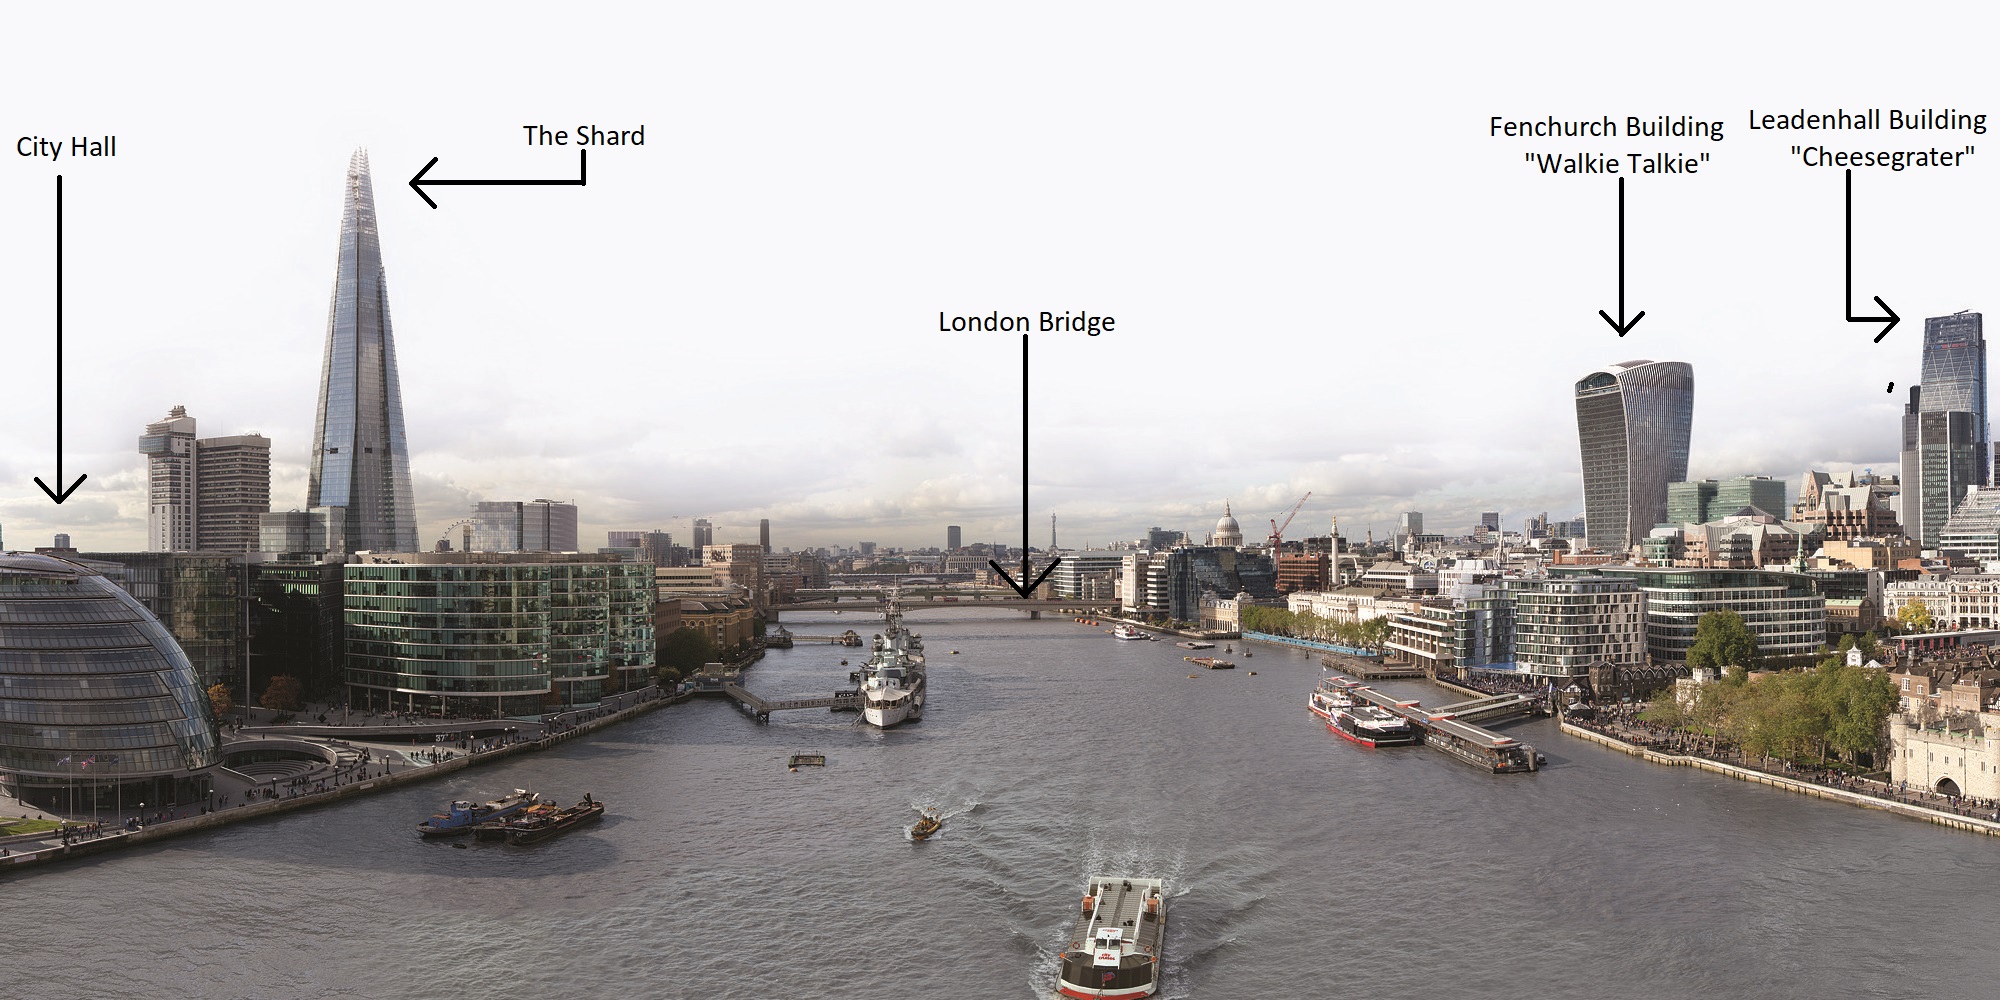 City Hall
The Shard
London Bridge
Fenchurch Building
"Walkie Talkie"
Leadenhall Building
"Cheesegrater"